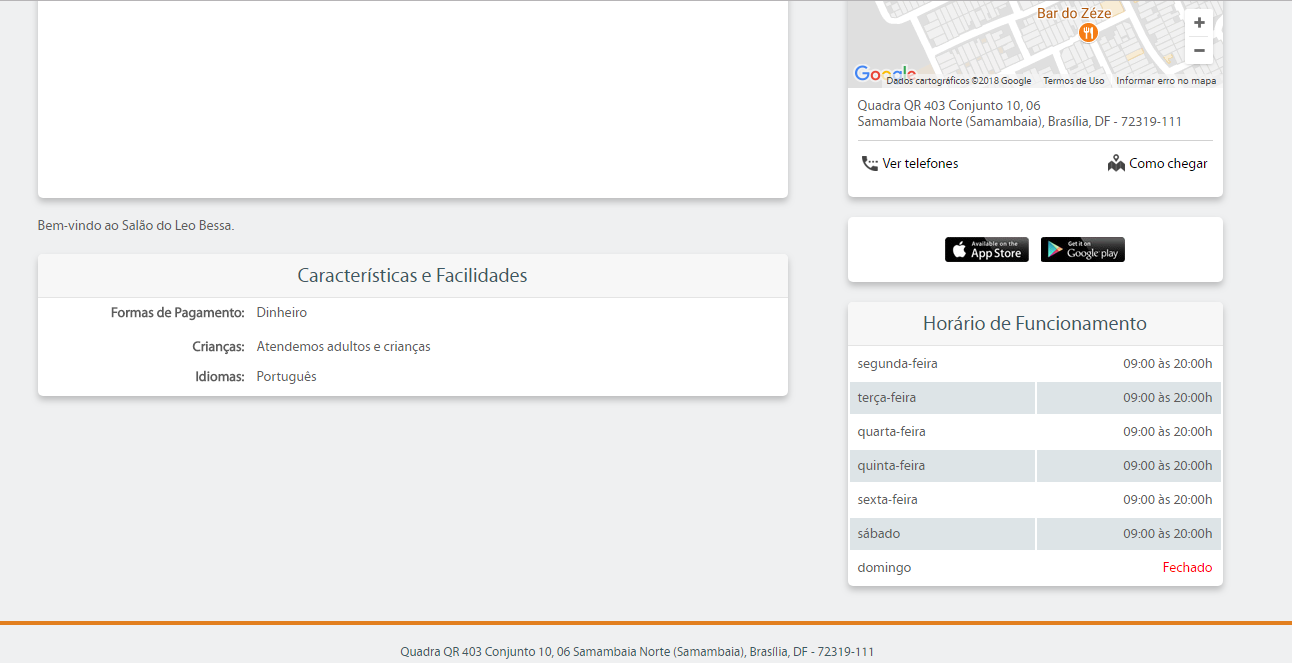 Bar do Zéze
Google
Dados cartográficos ©2018 Google Termos de Uso Informar erro no mapa
Quadra QR 403 Conjunto 10, 06
Samambaia Norte (Samambaia), Brasília, DF - 72319-111
Ver telefones Como chegar
Bem-vindo ao Salão do Leo Bessa.
Available on the App Store
Get it on Google play
Características e Facilidades
Formas de Pagamento: Dinheiro
Crianças: Atendemos adultos e crianças
Idiomas: Português
Horário de Funcionamento
segunda-feira 09:00 às 20:00h
terça-feira 09:00 às 20:00h
quarta-feira 09:00 às 20:00h
quinta-feira 09:00 às 20:00h
sexta-feira 09:00 às 20:00h
sábado 09:00 às 20:00h
domingo Fechado
Quadra QR 403 Conjunto 10, 06 Samambaia Norte (Samambaia), Brasília, DF - 72319-111